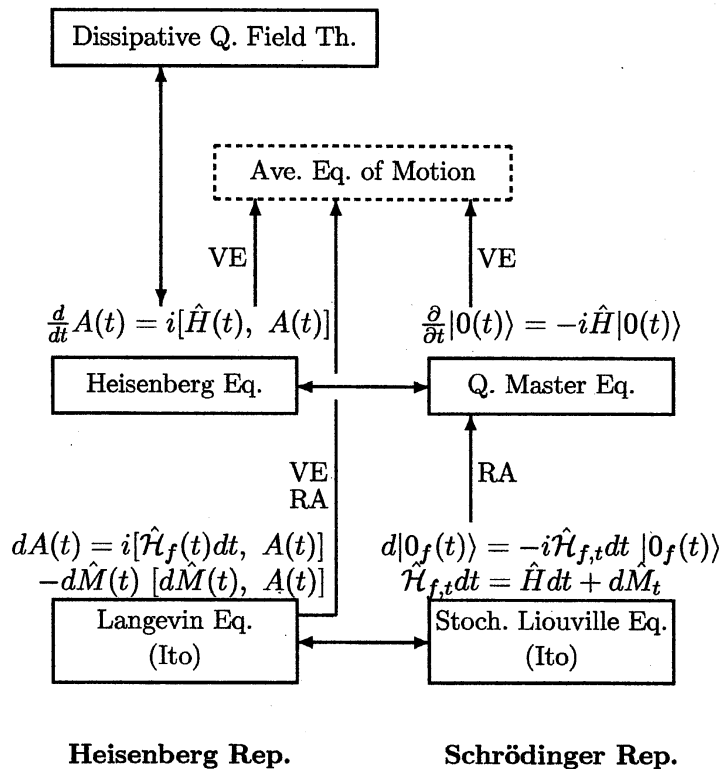 Dissipative Q. Field Th.
Ave. Eq. of Motion
VE
VE
$\frac{d}{dt}A(t) = i[\hat{H}(t),\ A(t)]$
$\frac{\partial}{\partial t}|0(t)\rangle = -i\hat{H}|0(t)\rangle$
Heisenberg Eq.
Q. Master Eq.
VE
RA
RA
$dA(t) = i[\hat{\mathcal{H}}_f(t)dt,\ A(t)]$
$-d\hat{M}(t)\ [d\hat{M}(t),\ A(t)]$
$d|0_f(t)\rangle = -i\hat{\mathcal{H}}_{f,t}dt\ |0_f(t)\rangle$
$\hat{\mathcal{H}}_{f,t}dt = \hat{H}dt + d\hat{M}_t$
Langevin Eq.
(Ito)
Stoch. Liouville Eq.
(Ito)
Heisenberg Rep.
Schrödinger Rep.